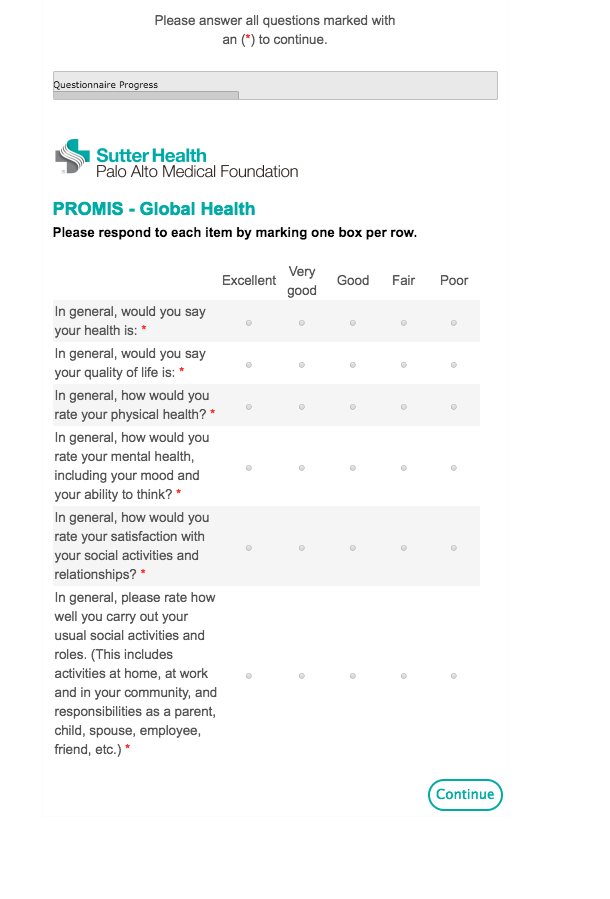 Please answer all questions marked with
an (*) to continue.
Questionnaire Progress
Sutter Health
Palo Alto Medical Foundation
PROMIS - Global Health
Please respond to each item by marking one box per row.
Excellent Very good Good Fair Poor
In general, would you say
your health is: *
In general, would you say
your quality of life is: *
In general, how would you
rate your physical health? *
In general, how would you
rate your mental health,
including your mood and
your ability to think? *
In general, how would you
rate your satisfaction with
your social activities and
relationships? *
In general, please rate how
well you carry out your
usual social activities and
roles. (This includes
activities at home, at work
and in your community, and
responsibilities as a parent,
child, spouse, employee,
friend, etc.) *
Continue